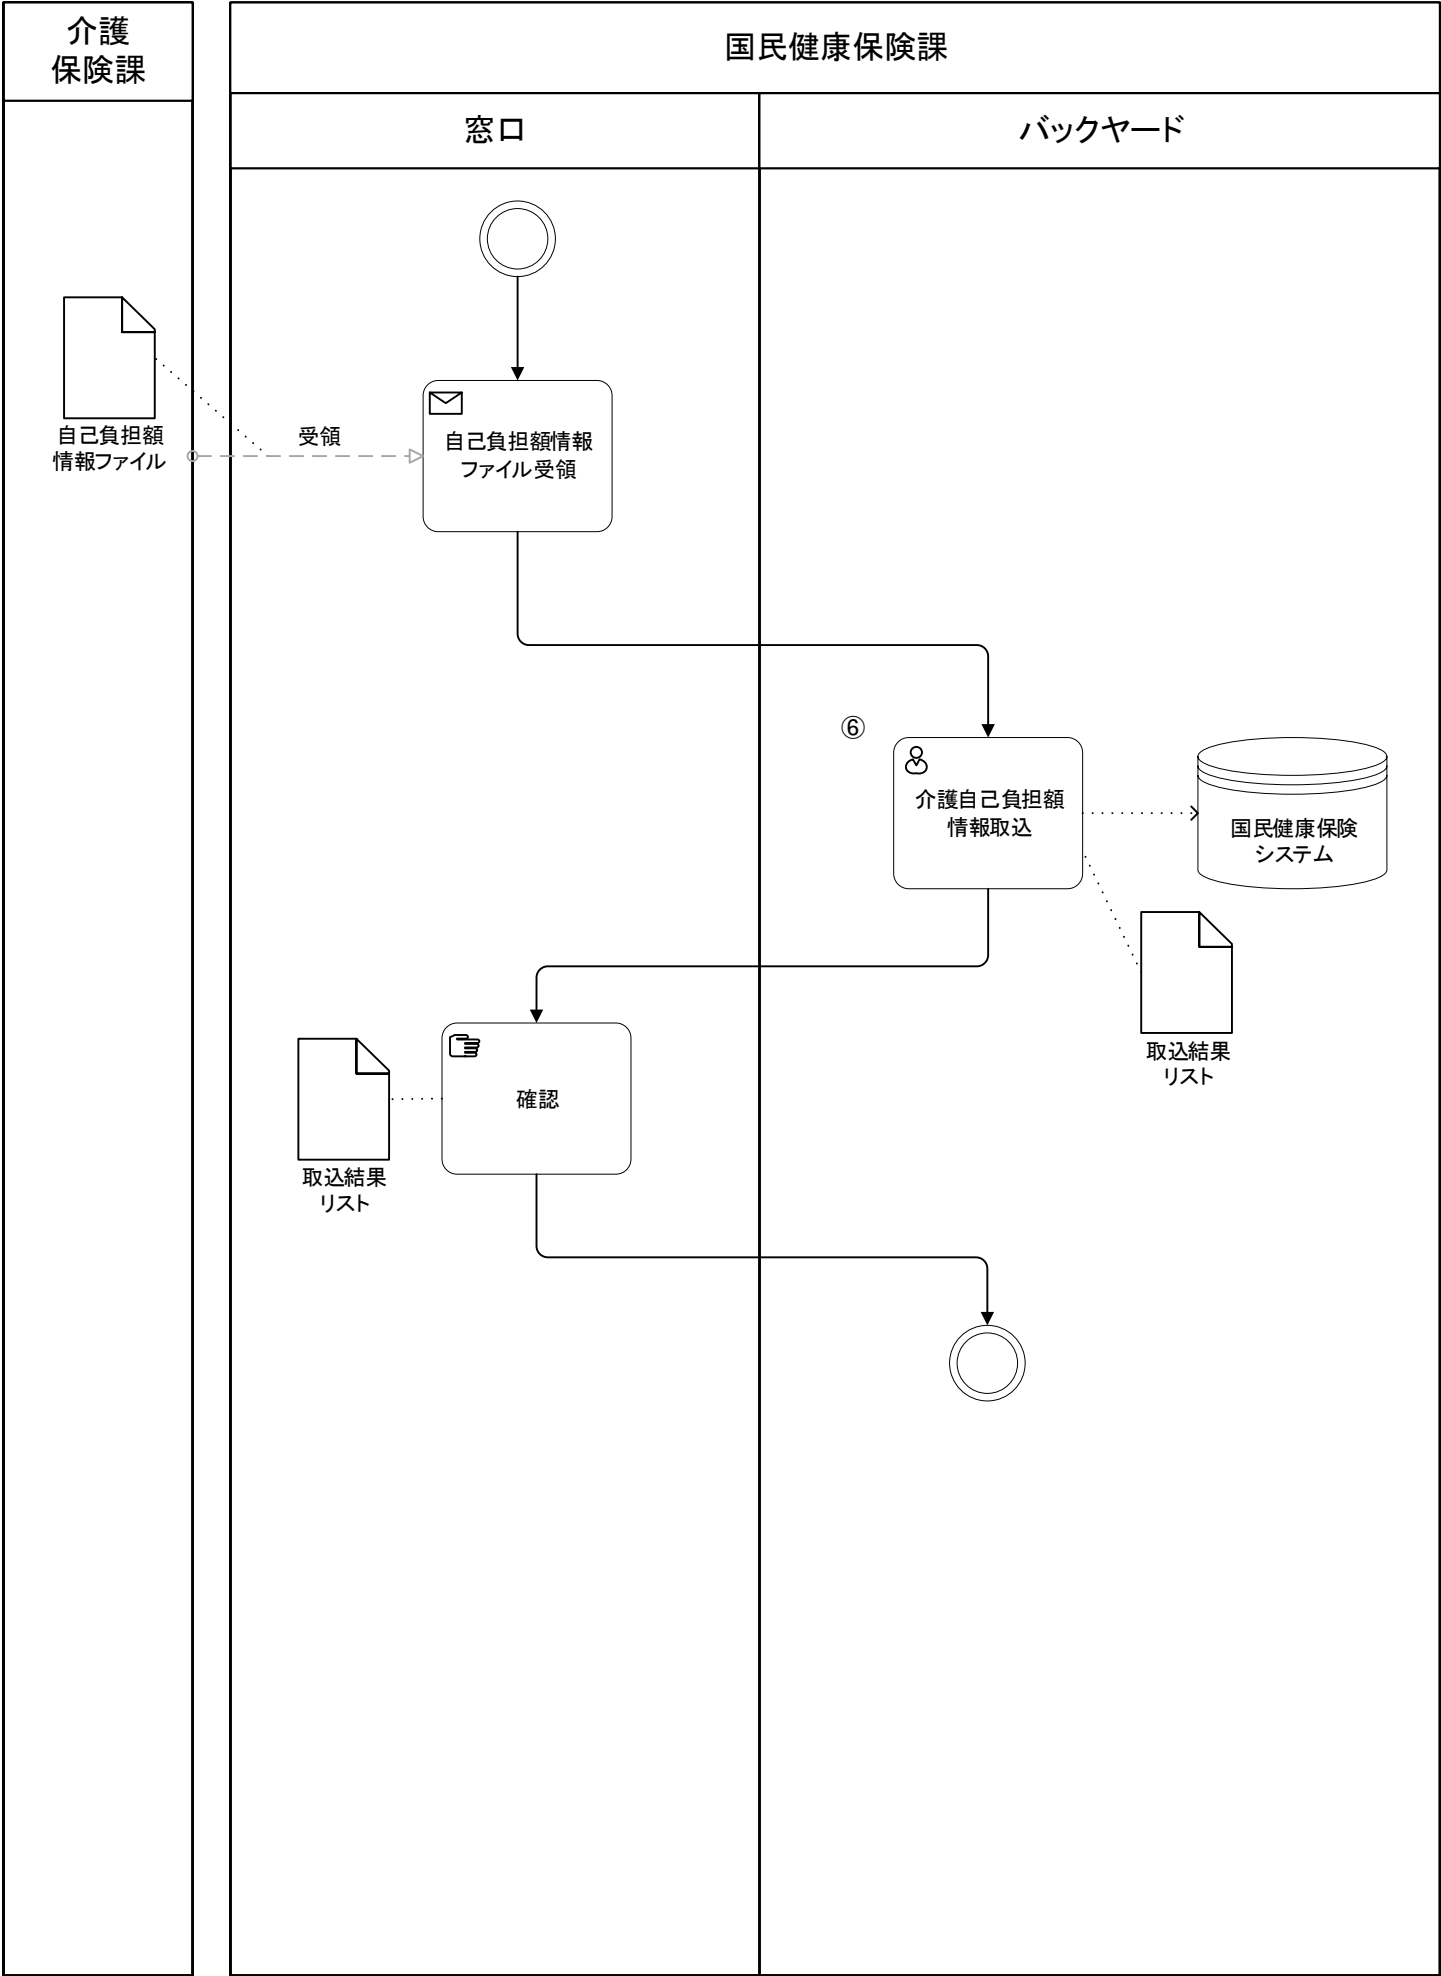 介護
保険課
国民健康保険課
窓口
バックヤード
自己負担額
情報ファイル
受領
自己負担額情報
ファイル受領
⑥
介護自己負担額
情報取込
国民健康保険
システム
取込結果
リスト
確認
取込結果
リスト